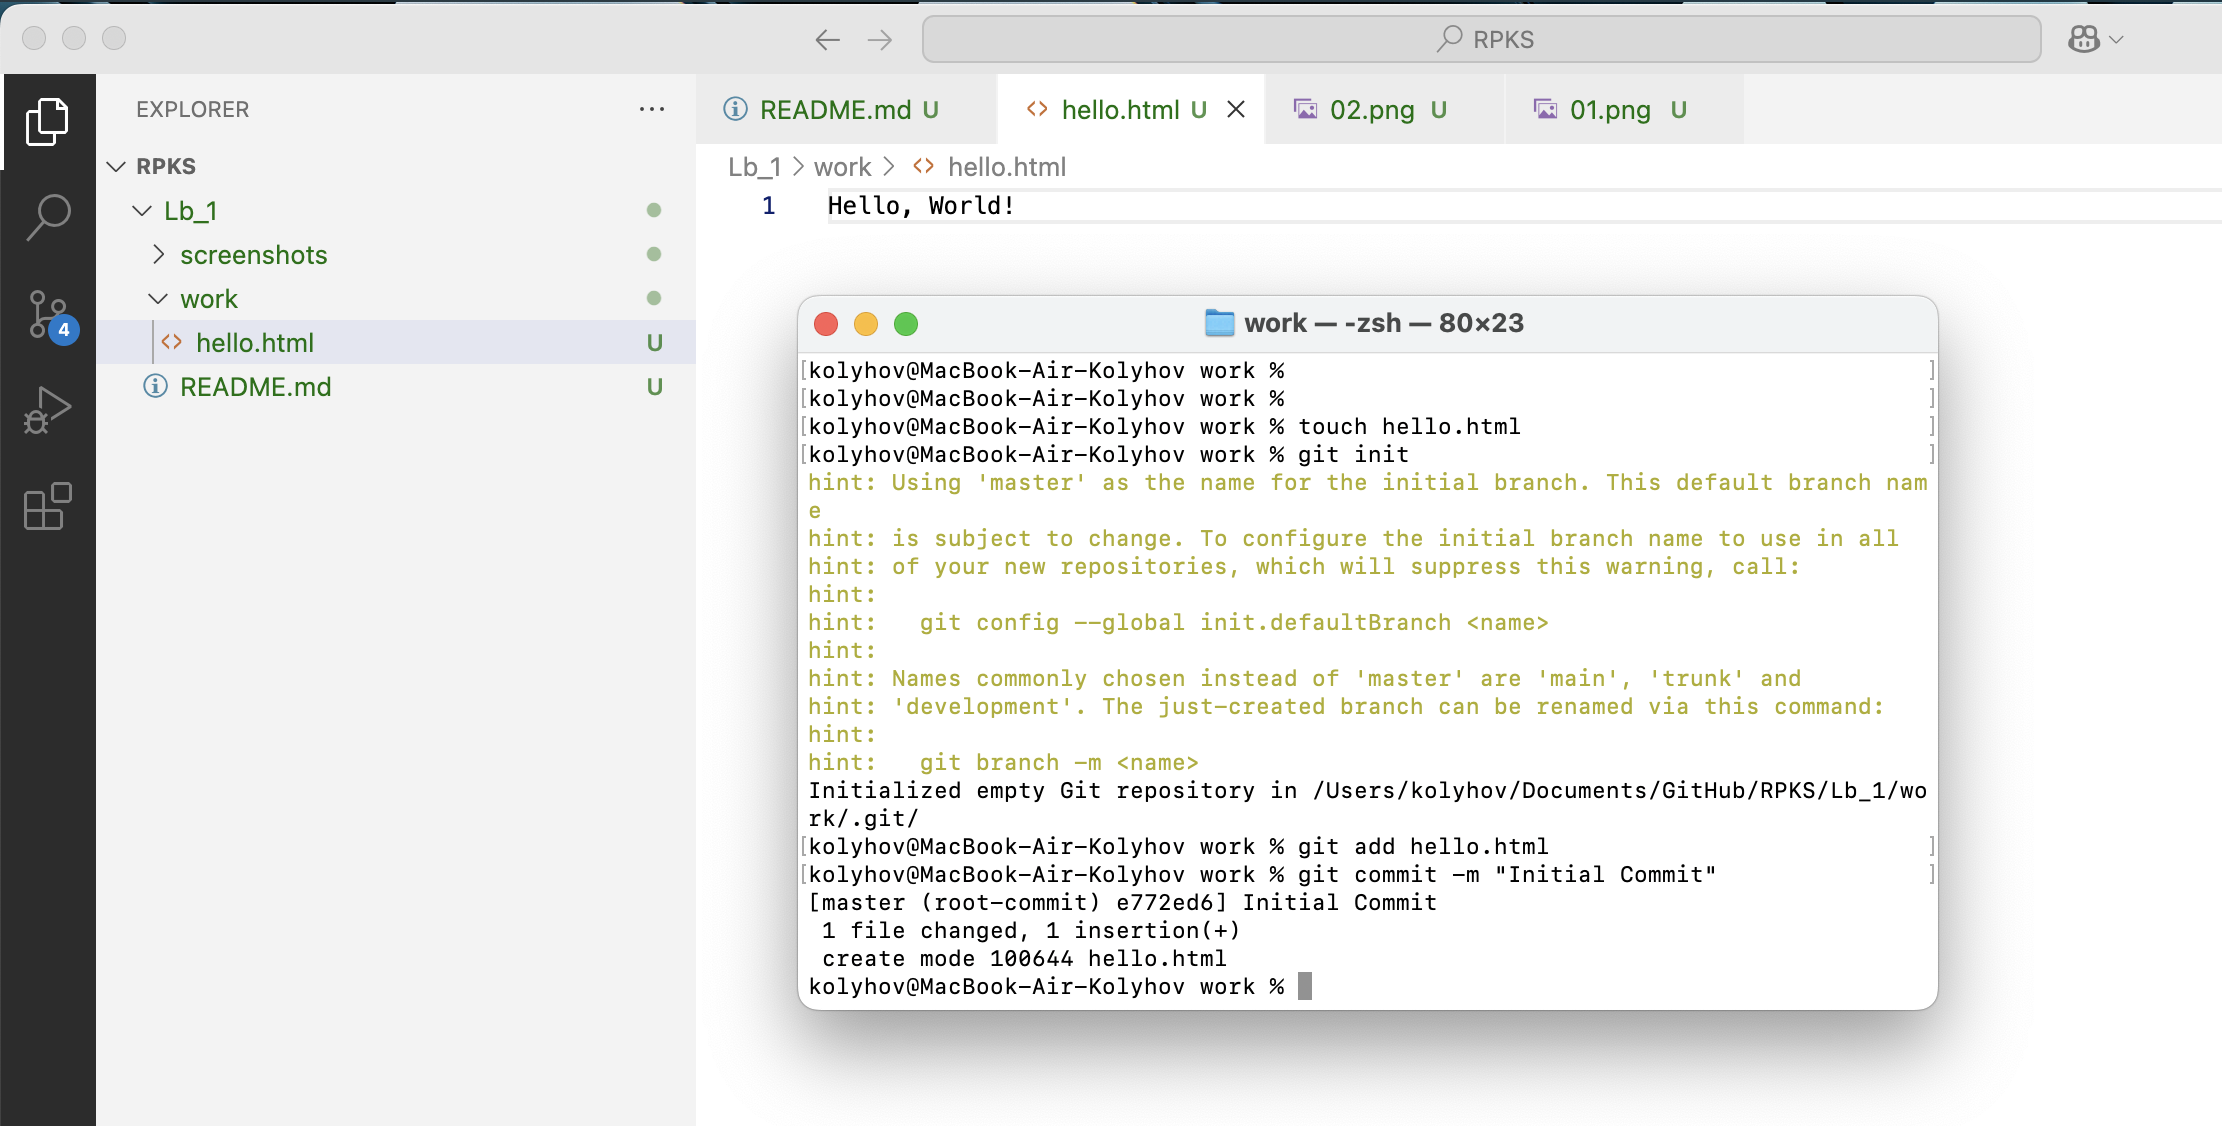 RPKS
EXPLORER
README.md U
hello.html U
02.png U
01.png U
RPKS
Lb_1 > work > <> hello.html
Lb_1
1 Hello, World!
screenshots
work
4
hello.html U
README.md U
work — -zsh — 80×23
[kolyhov@MacBook-Air-Kolyhov work % ]
[kolyhov@MacBook-Air-Kolyhov work % ]
[kolyhov@MacBook-Air-Kolyhov work % touch hello.html ]
[kolyhov@MacBook-Air-Kolyhov work % git init ]
hint: Using 'master' as the name for the initial branch. This default branch nam
e
hint: is subject to change. To configure the initial branch name to use in all
hint: of your new repositories, which will suppress this warning, call:
hint:
hint:   git config --global init.defaultBranch <name>
hint:
hint: Names commonly chosen instead of 'master' are 'main', 'trunk' and
hint: 'development'. The just-created branch can be renamed via this command:
hint:
hint:   git branch -m <name>
Initialized empty Git repository in /Users/kolyhov/Documents/GitHub/RPKS/Lb_1/wo
rk/.git/
[kolyhov@MacBook-Air-Kolyhov work % git add hello.html ]
[kolyhov@MacBook-Air-Kolyhov work % git commit -m "Initial Commit" ]
[master (root-commit) e772ed6] Initial Commit
 1 file changed, 1 insertion(+)
 create mode 100644 hello.html
kolyhov@MacBook-Air-Kolyhov work %